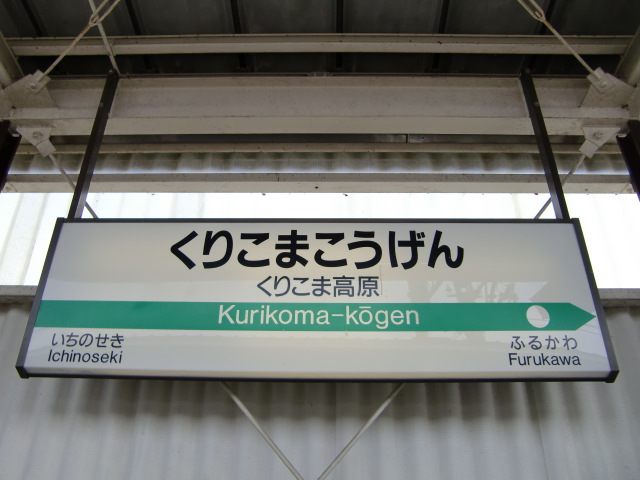 くりこまこうげん
くりこま高原
Kurikoma-kōgen
いちのせき
Ichinoseki
ふるかわ
Furukawa